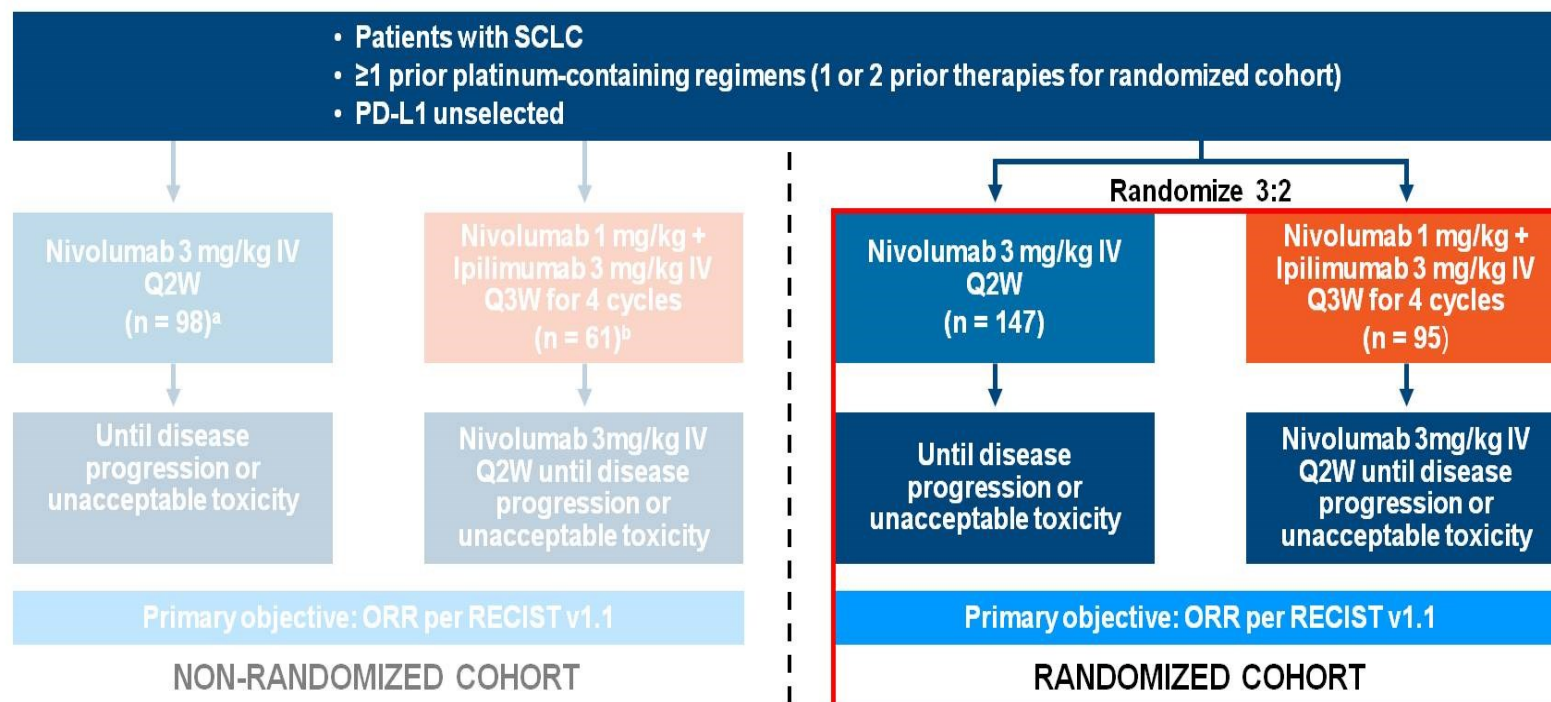 • Patients with SCLC
• ≥1 prior platinum-containing regimens (1 or 2 prior therapies for randomized cohort)
• PD-L1 unselected
Randomize 3:2
Nivolumab 3 mg/kg IV
Q2W
(n = 98)ᵃ
Nivolumab 1 mg/kg +
Ipilimumab 3 mg/kg IV
Q3W for 4 cycles
(n = 61)ᵇ
Nivolumab 3 mg/kg IV
Q2W
(n = 147)
Nivolumab 1 mg/kg +
Ipilimumab 3 mg/kg IV
Q3W for 4 cycles
(n = 95)
Until disease
progression or
unacceptable toxicity
Nivolumab 3mg/kg IV
Q2W until disease
progression or
unacceptable toxicity
Until disease
progression or
unacceptable toxicity
Nivolumab 3mg/kg IV
Q2W until disease
progression or
unacceptable toxicity
Primary objective: ORR per RECIST v1.1
Primary objective: ORR per RECIST v1.1
NON-RANDOMIZED COHORT
RANDOMIZED COHORT